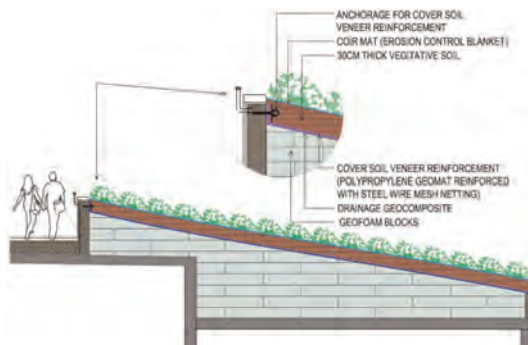 ANCHORAGE FOR COVER SOIL
VENEER REINFORCEMENT
COIR MAT (EROSION CONTROL BLANKET)
30CM THICK VEGITATIVE SOIL
COVER SOIL VENEER REINFORCEMENT
(POLYPROPYLENE GEOMAT REINFORCED
WITH STEEL WIRE MESH NETTING)
DRAINAGE GEOCOMPOSITE
GEOFOAM BLOCKS